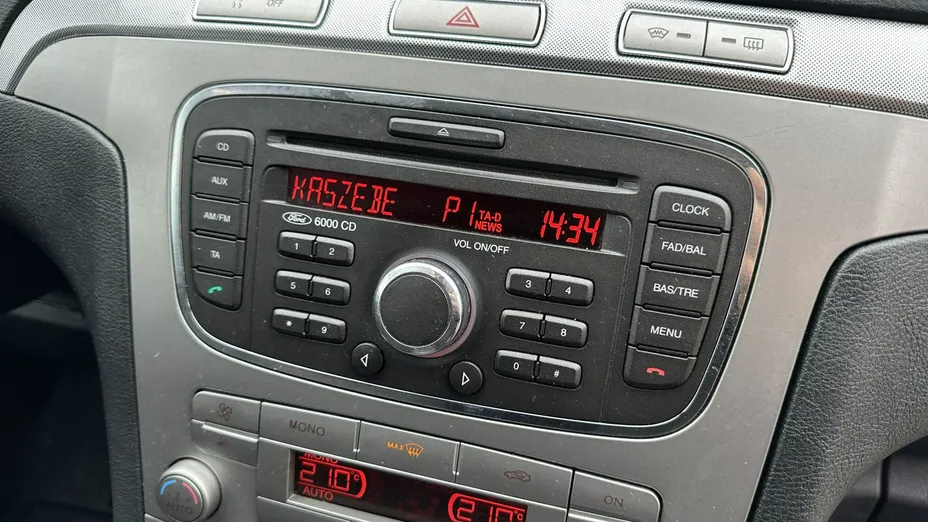 OFF
CD
AUX
AM/FM
TA
KASZEBE P1 TA-D NEWS 14:34
Ford 6000 CD
VOL ON/OFF
1 2
3 4
5 6
7 8
* 9
0 #
CLOCK
FAD/BAL
BAS/TRE
MENU
MONO
MAX
ON
MONO
21.0°C
AUTO
21.0°C
AUTO